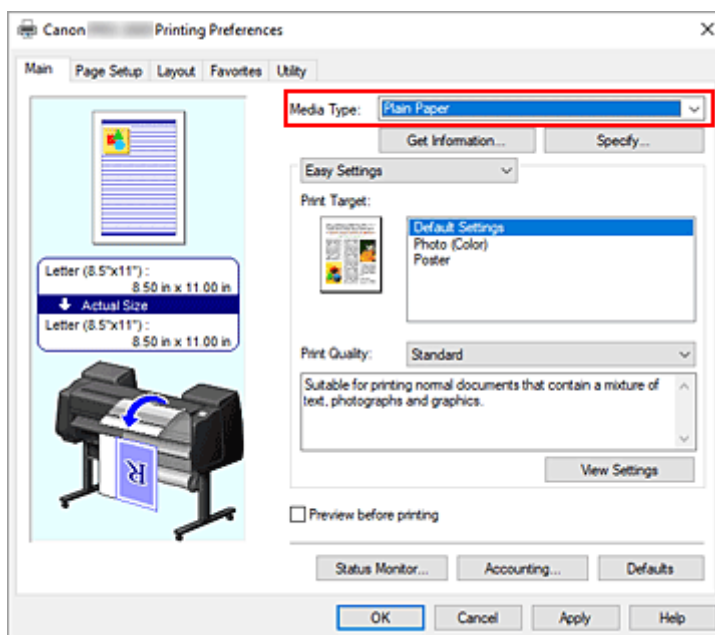 Canon Printing Preferences
Main Page Setup Layout Favorites Utility
Media Type: Plain Paper
Get Information... Specify...
Easy Settings
Print Target:
Default Settings
Photo (Color)
Poster
Letter (8.5"x11") :
8.50 in x 11.00 in
Actual Size
Letter (8.5"x11") :
8.50 in x 11.00 in
Print Quality: Standard
Suitable for printing normal documents that contain a mixture of
text, photographs and graphics.
R
View Settings
Preview before printing
Status Monitor... Accounting... Defaults
OK Cancel Apply Help